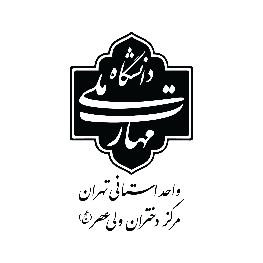 دانشگاه
ملی
مهارت
واحد استانی تهران
مرکز دختران ولی عصر (عج)